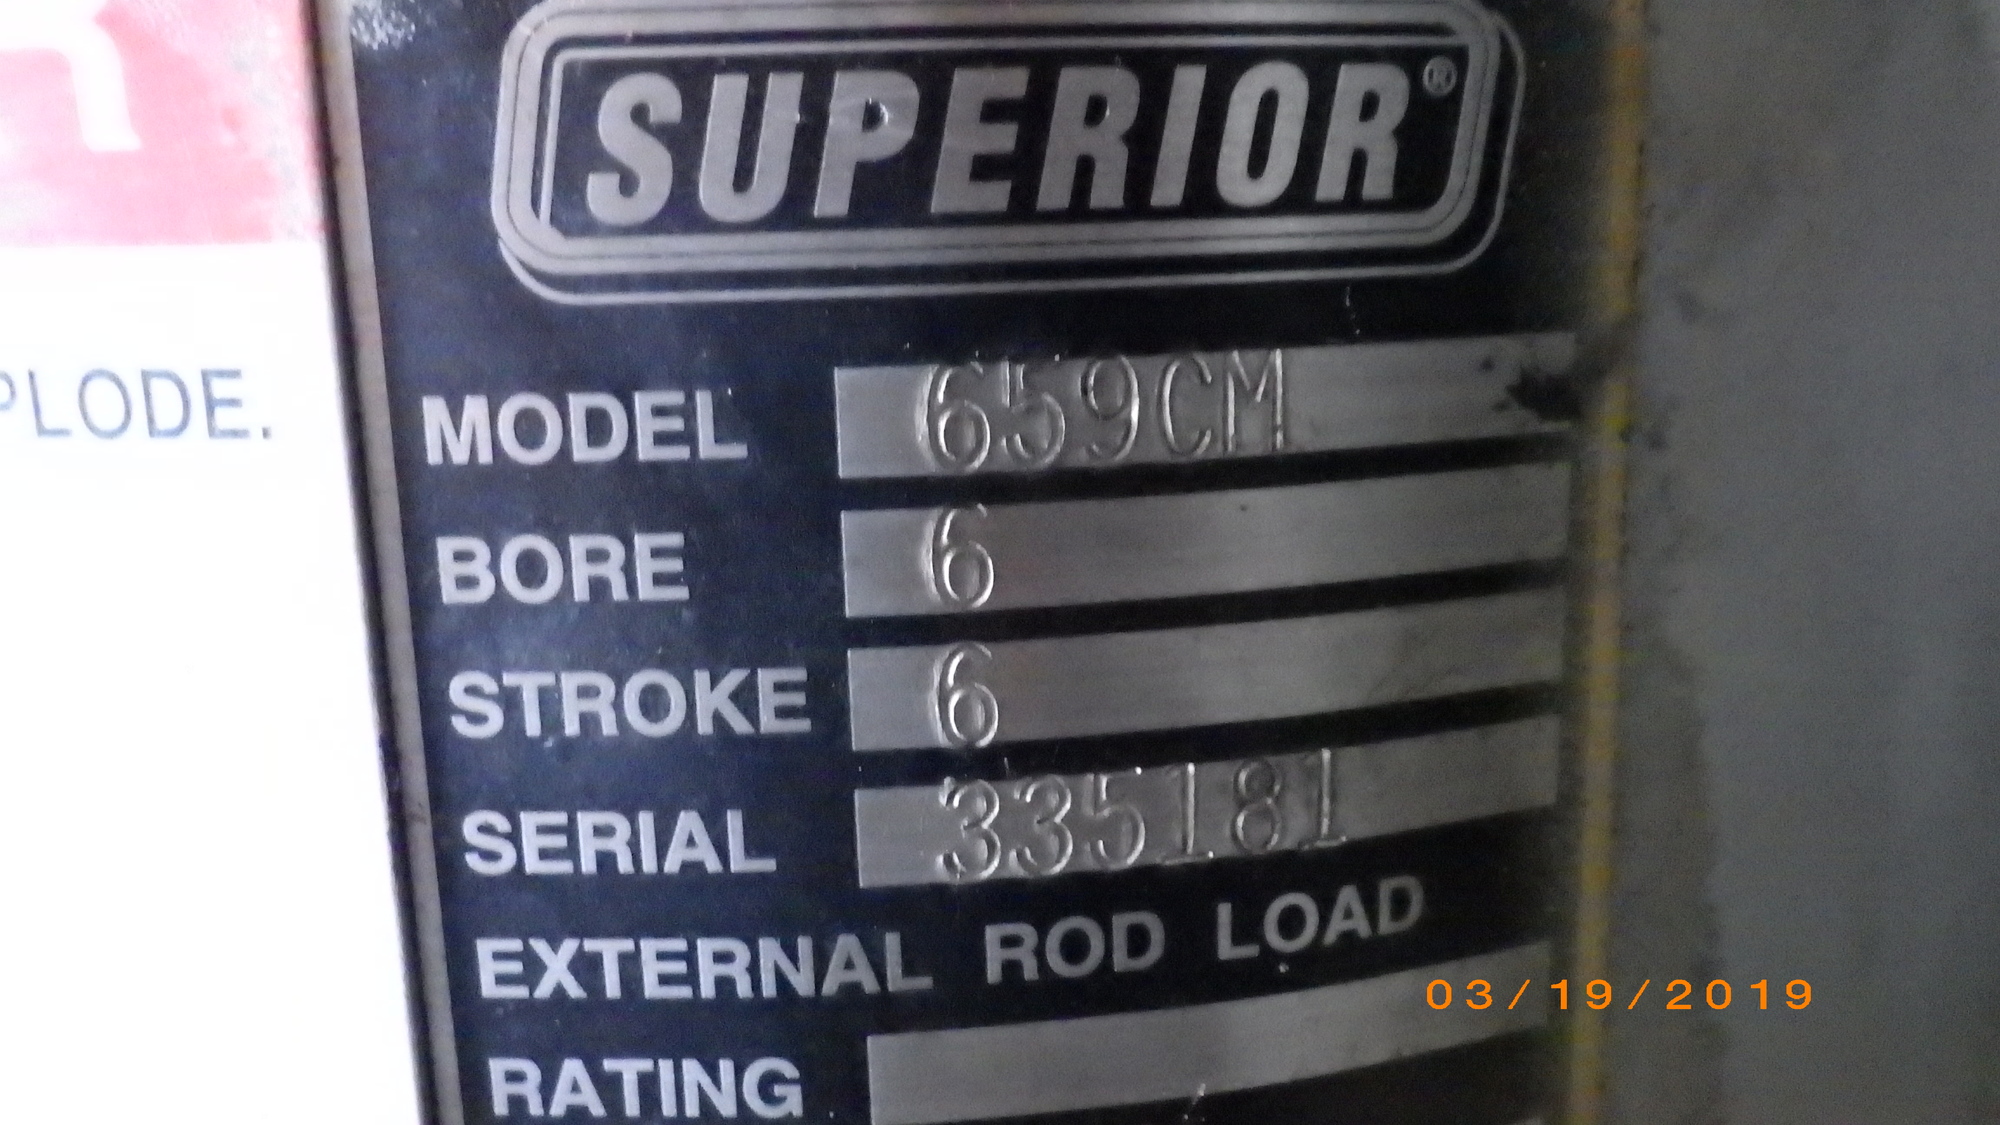 SUPERIOR®
PLODE.
MODEL 659CM
BORE 6
STROKE 6
SERIAL 335181
EXTERNAL ROD LOAD
RATING
03/19/2019